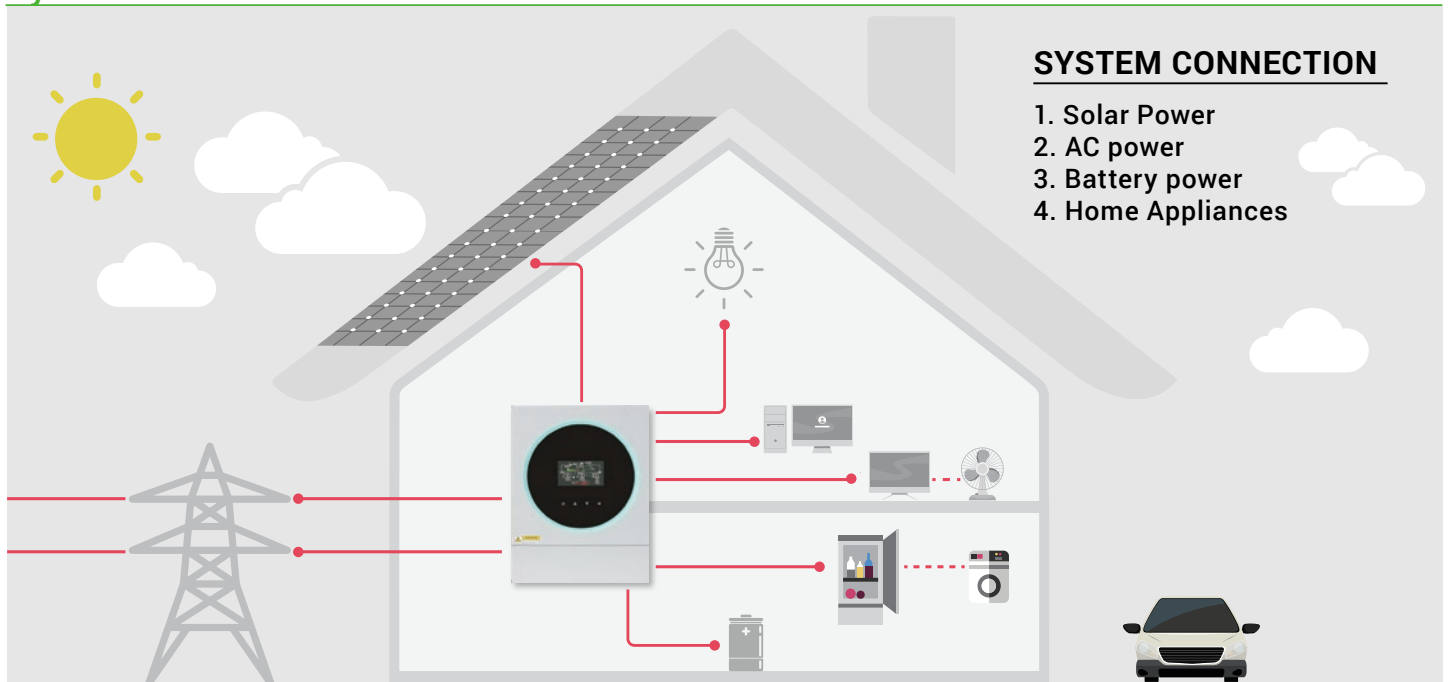 SYSTEM CONNECTION
1. Solar Power
2. AC power
3. Battery power
4. Home Appliances